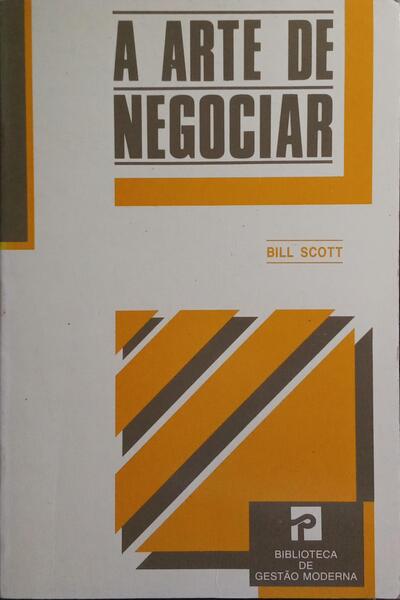 A ARTE DE
NEGOCIAR
BILL SCOTT
BIBLIOTECA
DE
GESTÃO MODERNA